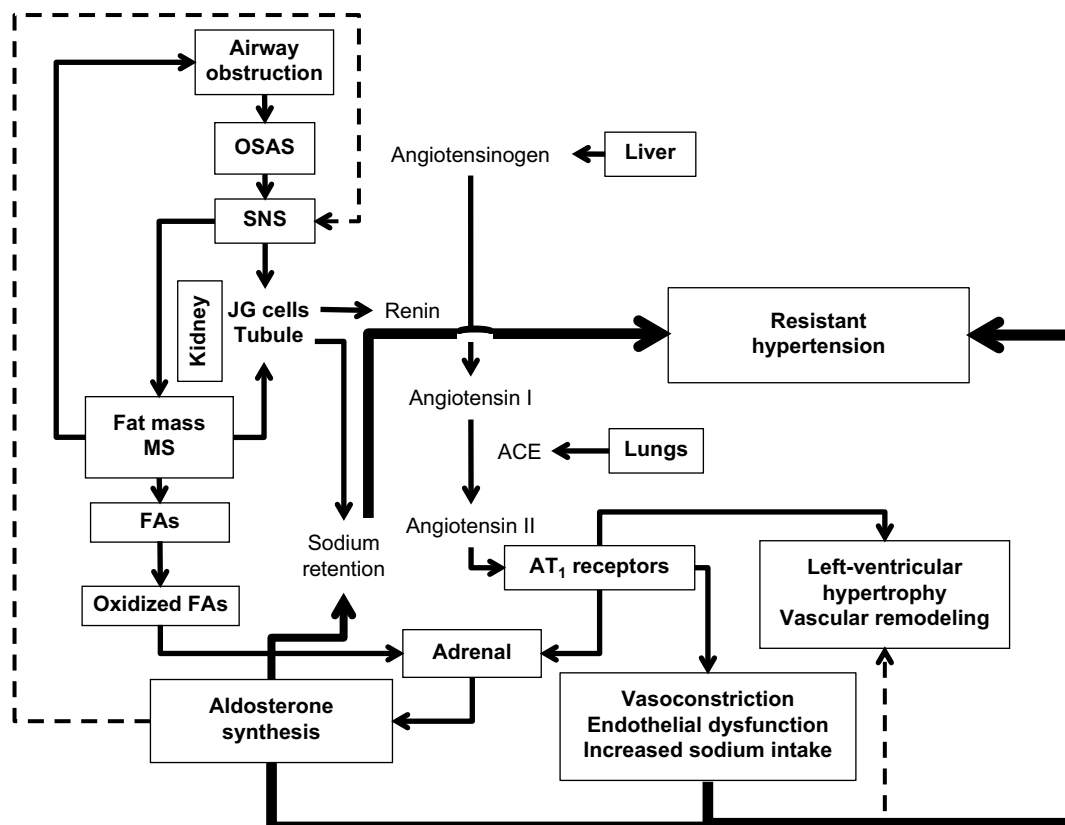 Airway
obstruction
OSAS
SNS
Angiotensinogen
Liver
Kidney
JG cells
Tubule
Renin
Resistant
hypertension
Angiotensin I
ACE
Lungs
Fat mass
MS
FAs
Oxidized FAs
Sodium
retention
Angiotensin II
AT₁ receptors
Left-ventricular
hypertrophy
Vascular remodeling
Adrenal
Aldosterone
synthesis
Vasoconstriction
Endothelial dysfunction
Increased sodium intake